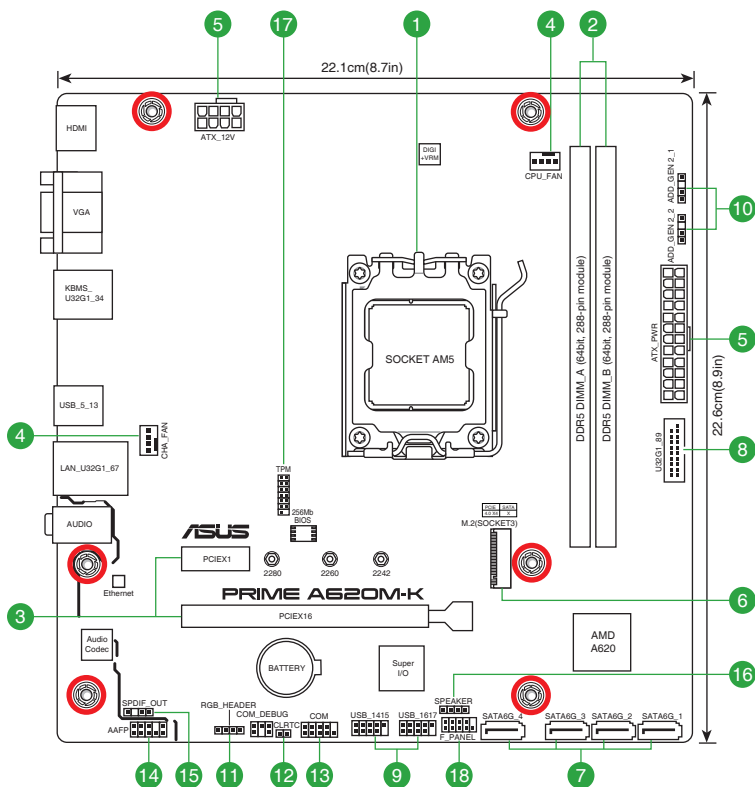 5
17
1
4
2
22.1cm(8.7in)
HDMI
ATX_12V
DIGI
+VRM
CPU_FAN
ADD_GEN 2_1
ADD_GEN 2_2
10
VGA
KBMS_
U32G1_34
SOCKET AM5
DDR5 DIMM_A (64bit, 288-pin module)
DDR5 DIMM_B (64bit, 288-pin module)
ATX_PWR
5
22.6cm(8.9in)
USB_5_13
4
CHA_FAN
LAN_U32G1_67
U32G1_89
8
TPM
256Mb
BIOS
PCIE SATA
4.0 X4 X
M.2(SOCKET3)
AUDIO
ASUS
PCIEX1
2280
2260
2242
Ethernet
PRIME A620M-K
6
3
PCIEX16
Audio
Codec
BATTERY
Super
I/O
AMD
A620
16
SPDIF_OUT
RGB_HEADER
COM_DEBUG
CLRTC
COM
USB_1415
USB_1617
SPEAKER
F_PANEL
SATA6G_4
SATA6G_3
SATA6G_2
SATA6G_1
AAFP
14
15
11
12
13
9
18
7